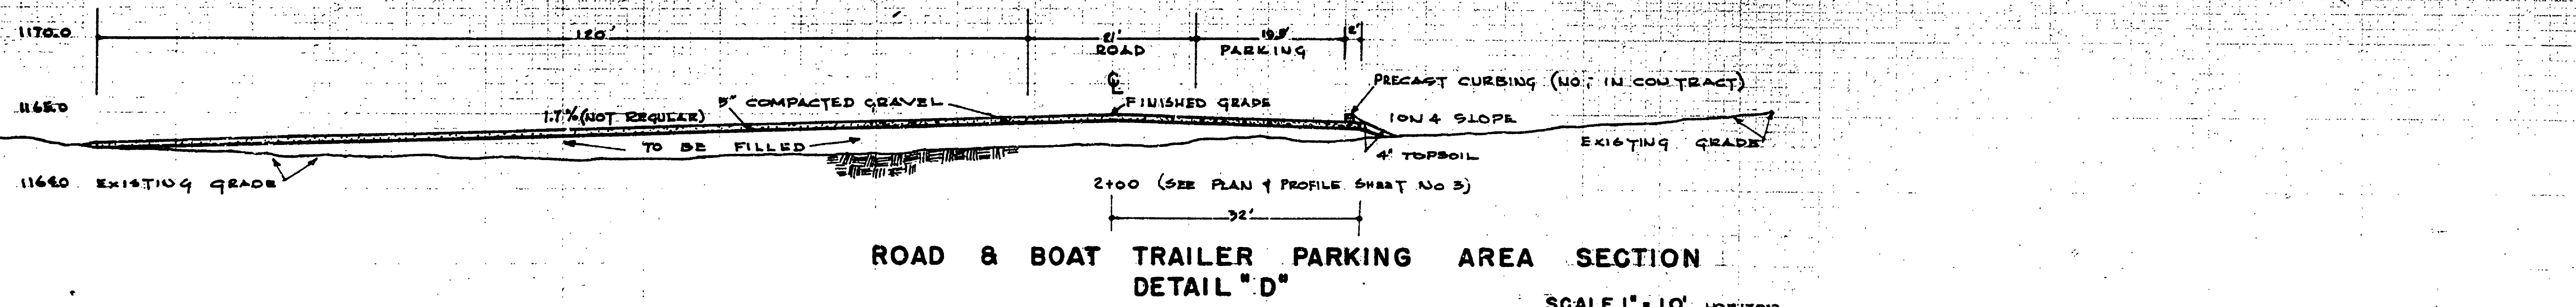 1170.0
120'
21'
ROAD
19.5'
PARKING
2'
PRECAST CURBING (NOT IN CONTRACT)
℄
1165.0
5" COMPACTED GRAVEL
FINISHED GRADE
1.7% (NOT REGULAR)
1 ON 4 SLOPE
TO BE FILLED
EXISTING GRADE
4" TOPSOIL
1160.0
EXISTING GRADE
2+00 (SEE PLAN & PROFILE SHEET NO 3)
32'
ROAD & BOAT TRAILER PARKING AREA SECTION
DETAIL "D"
SCALE 1" = 10'